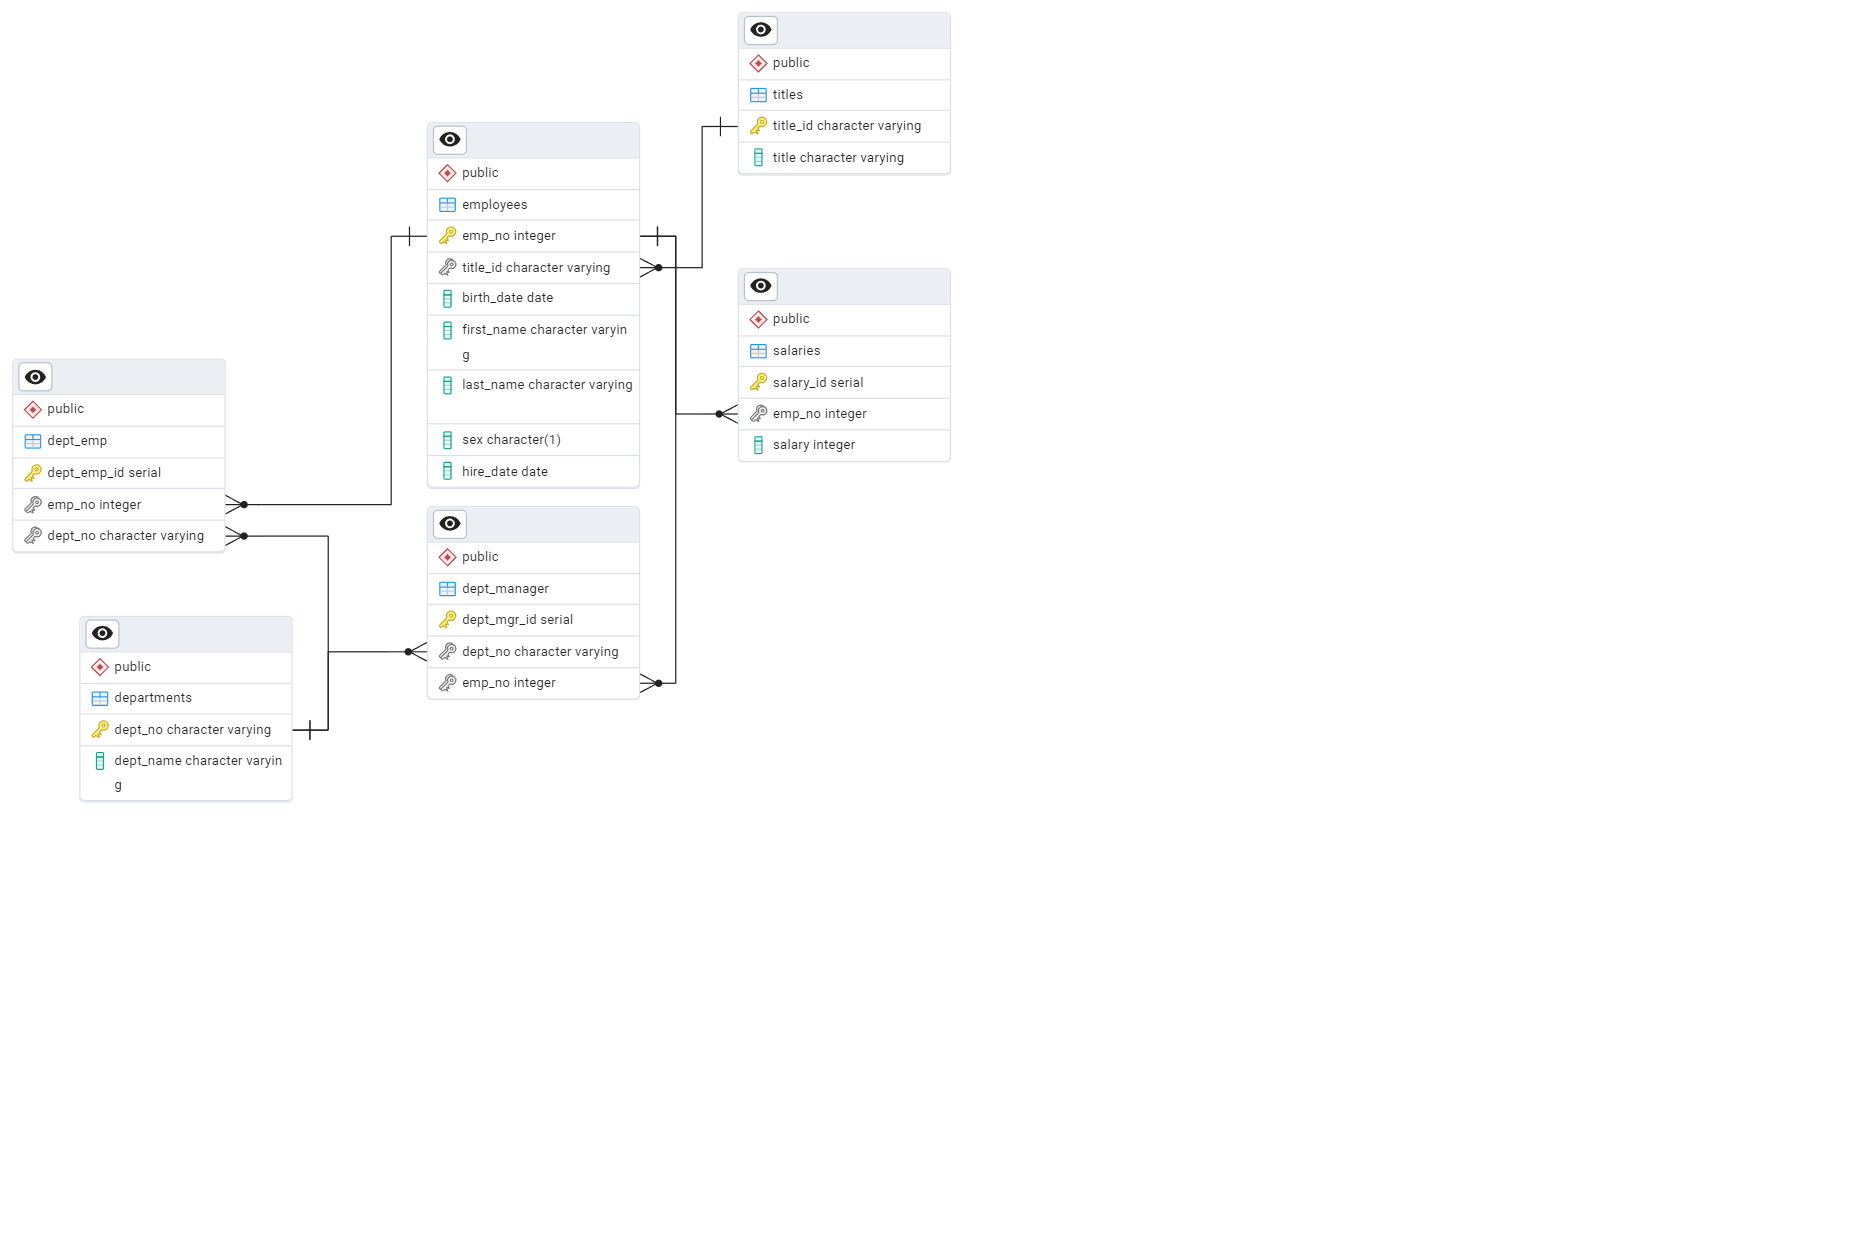 public
titles
title_id character varying
title character varying
public
employees
emp_no integer
title_id character varying
birth_date date
first_name character varyin
g
last_name character varying
sex character(1)
hire_date date
public
salaries
salary_id serial
emp_no integer
salary integer
public
dept_emp
dept_emp_id serial
emp_no integer
dept_no character varying
public
dept_manager
dept_mgr_id serial
dept_no character varying
emp_no integer
public
departments
dept_no character varying
dept_name character varyin
g